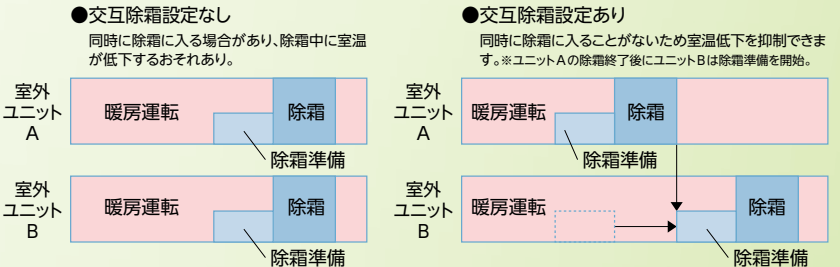 ●交互除霜設定なし
同時に除霜に入る場合があり、除霜中に室温
が低下するおそれあり。
室外
ユニット
A
暖房運転
除霜
除霜準備
室外
ユニット
B
暖房運転
除霜
除霜準備
●交互除霜設定あり
同時に除霜に入ることがないため室温低下を抑制できま
す。※ユニットAの除霜終了後にユニットBは除霜準備を開始。
室外
ユニット
A
暖房運転
除霜
除霜準備
室外
ユニット
B
暖房運転
除霜
除霜準備